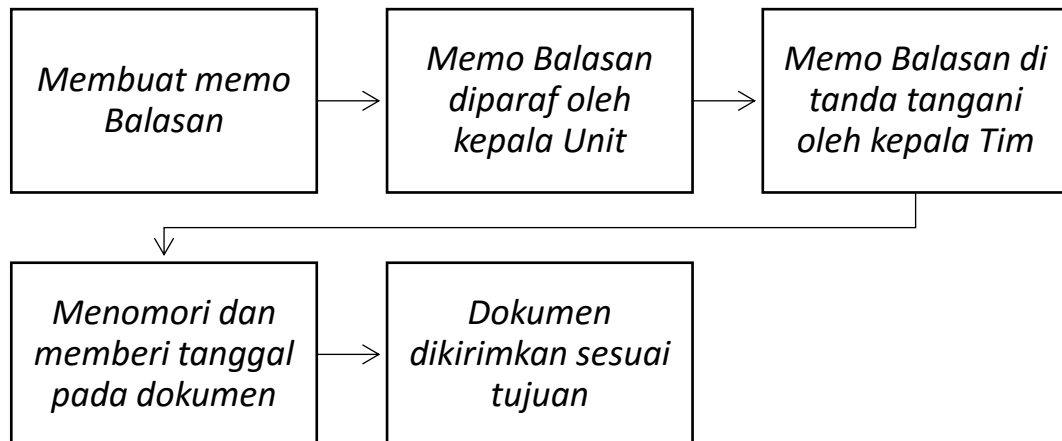 Membuat memo
Balasan
Memo Balasan
diparaf oleh
kepala Unit
Memo Balasan di
tanda tangani
oleh kepala Tim
Menomori dan
memberi tanggal
pada dokumen
Dokumen
dikirimkan sesuai
tujuan